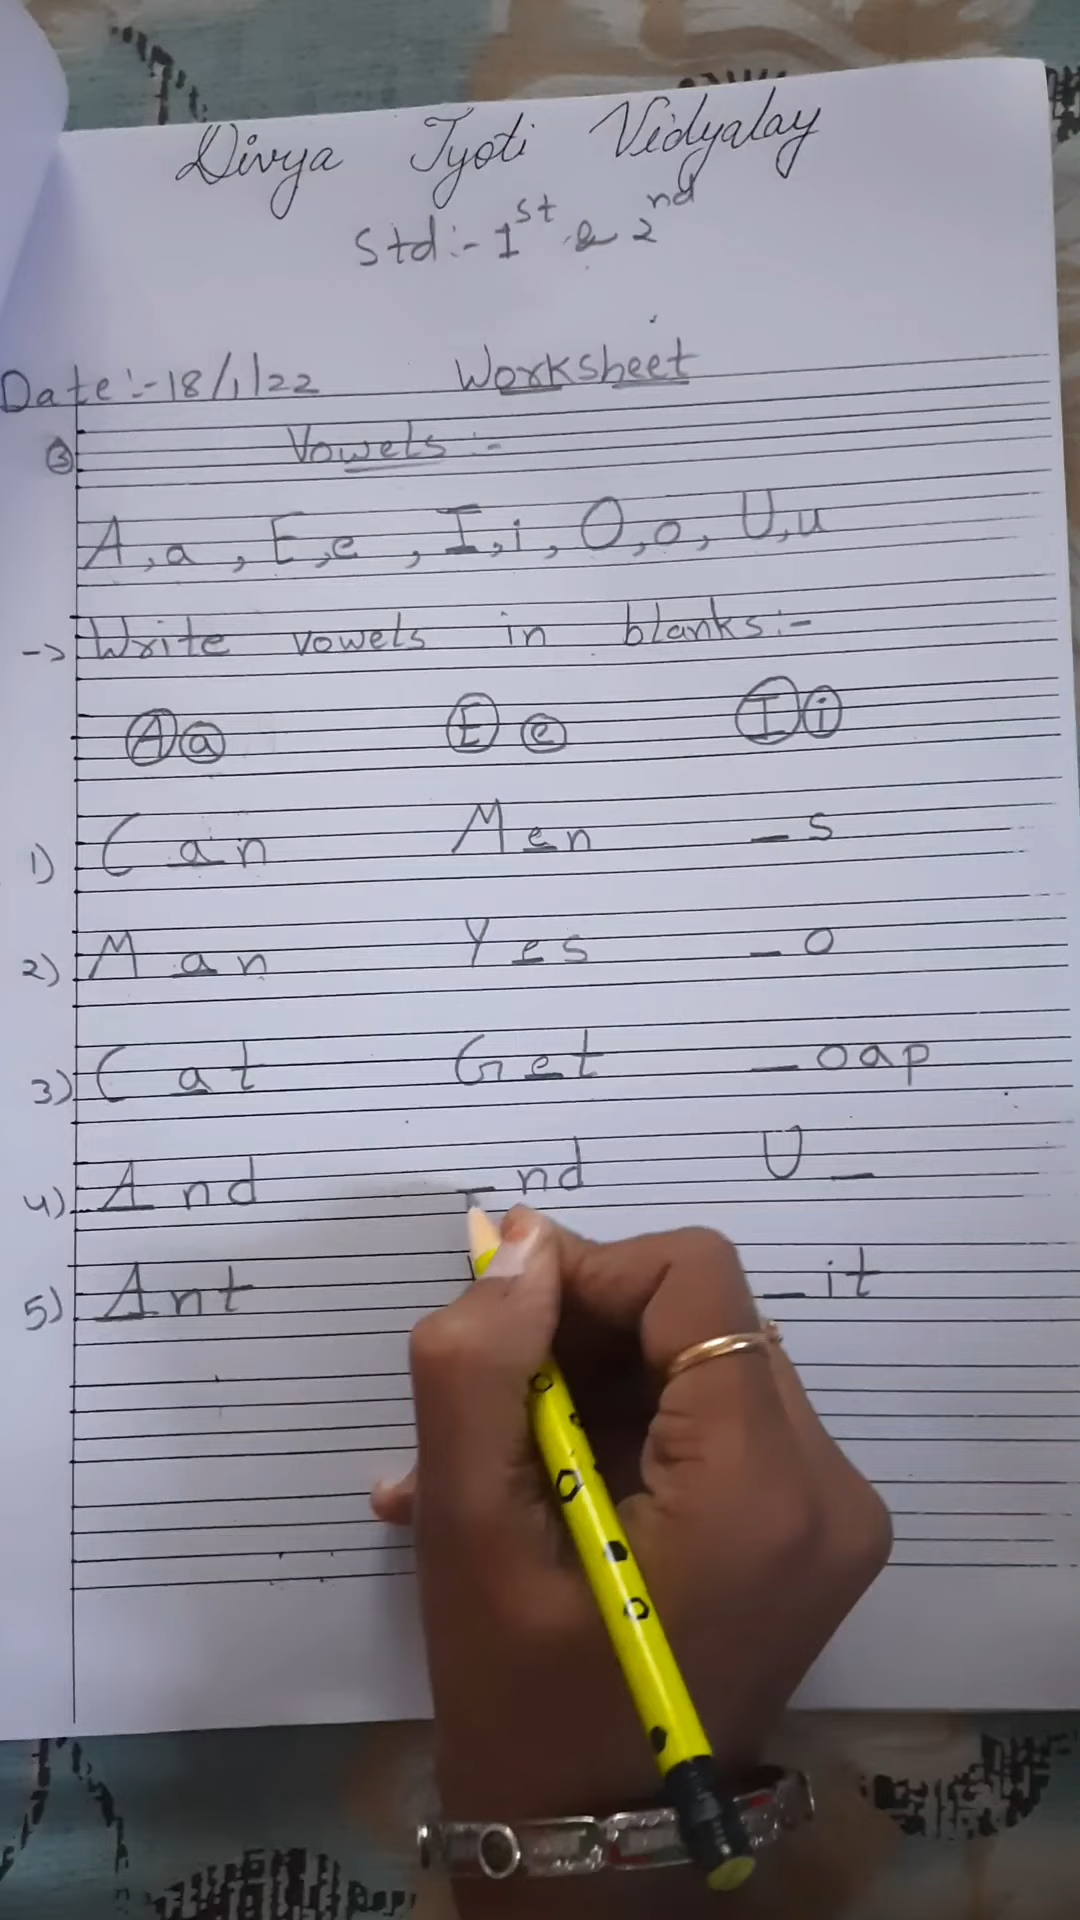 Divya Jyoti Vidyalay
Std:- 1st & 2nd
Date:- 18/1/22 Worksheet
③ Vowels :-
A,a, E,e, I,i, O,o, U,u
-> Write vowels in blanks:-
A a E e I i
1) Can Men _s
2) Man Yes _o
3) Cat Get _oap
4) And _nd U_
5) Ant _it